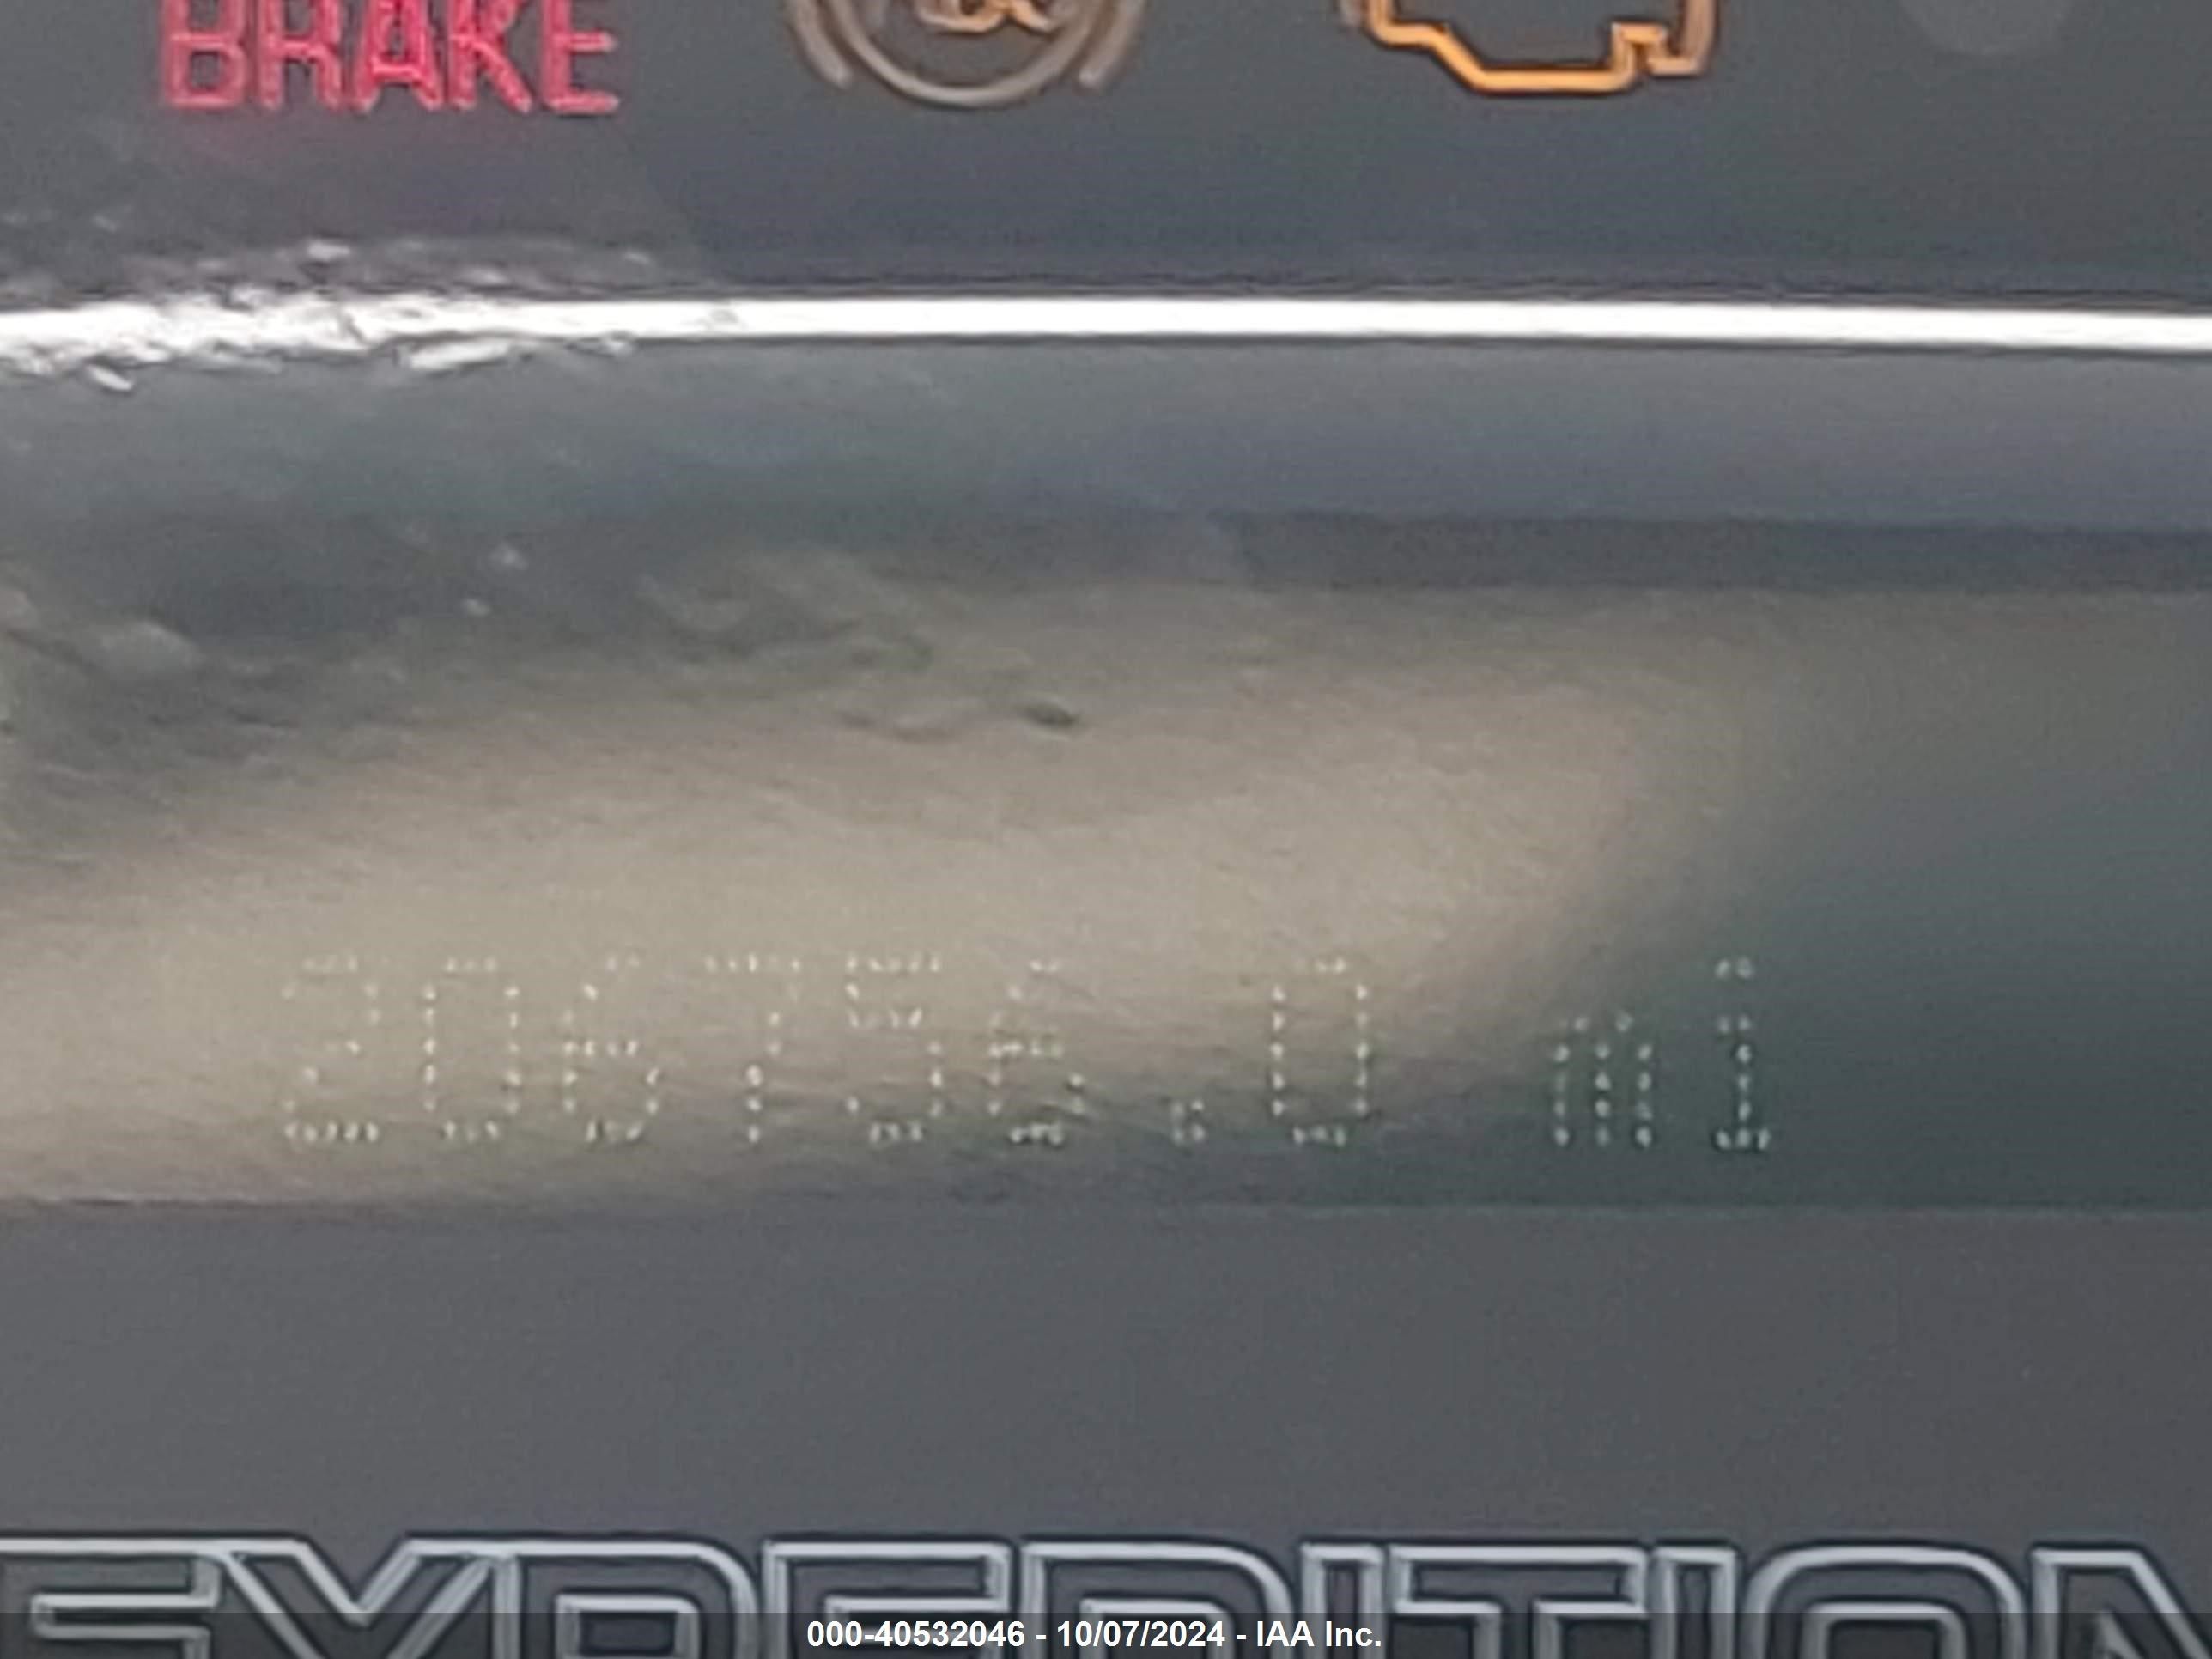 BRAKE
206756.0 mi
EXPEDITION
000-40532046 - 10/07/2024 - IAA Inc.